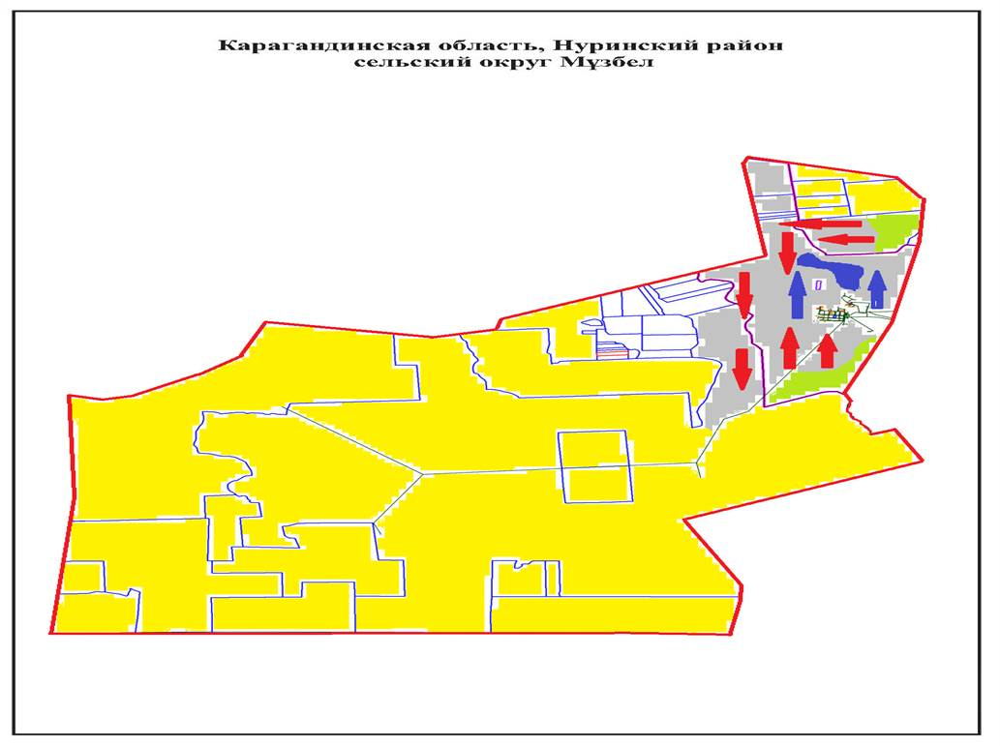 Карагандинская область, Нуринский район
сельский округ Мұзбел